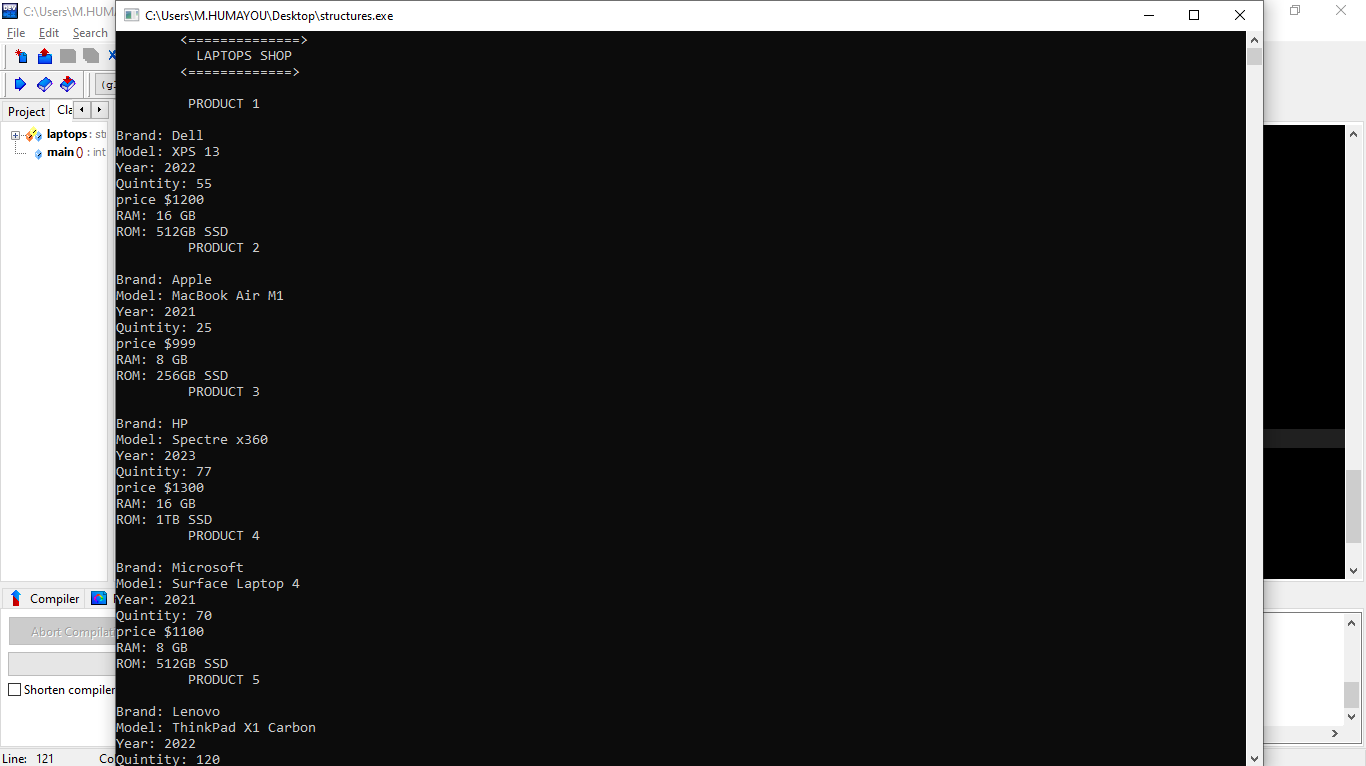 C:\Users\M.HUMAYOU\Desktop\structures.exe
DEV
C:\Users\M.HUM
File Edit Search
(g
Project Cla
laptops : str
main () : int
<==============>
LAPTOPS SHOP
<=============>
PRODUCT 1
Brand: Dell
Model: XPS 13
Year: 2022
Quintity: 55
price $1200
RAM: 16 GB
ROM: 512GB SSD
PRODUCT 2
Brand: Apple
Model: MacBook Air M1
Year: 2021
Quintity: 25
price $999
RAM: 8 GB
ROM: 256GB SSD
PRODUCT 3
Brand: HP
Model: Spectre x360
Year: 2023
Quintity: 77
price $1300
RAM: 16 GB
ROM: 1TB SSD
PRODUCT 4
Brand: Microsoft
Model: Surface Laptop 4
Year: 2021
Quintity: 70
price $1100
RAM: 8 GB
ROM: 512GB SSD
PRODUCT 5
Brand: Lenovo
Model: ThinkPad X1 Carbon
Year: 2022
Quintity: 120
Compiler
Abort Compilat
Shorten compiler
Line: 121 Co